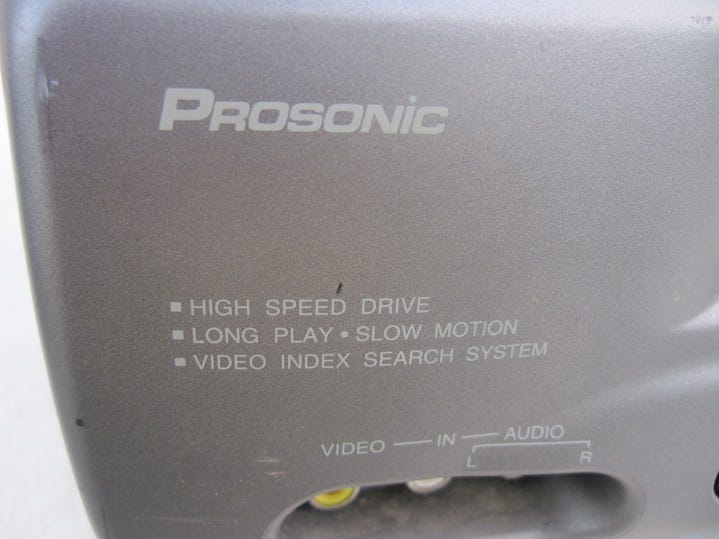 PROSONiC
■ HIGH SPEED DRIVE
■ LONG PLAY • SLOW MOTION
■ VIDEO INDEX SEARCH SYSTEM
VIDEO — IN — AUDIO
L R